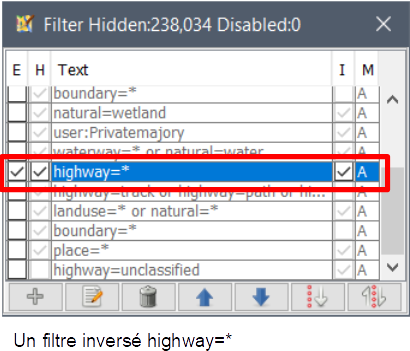 Filter Hidden:238,034 Disabled:0
E H Text I M
boundary=* A
natural=wetland A
user:Privatemajory A
waterway=* or natural=water A
highway=* A
highway=track or highway=path or hi... A
landuse=* or natural=* A
boundary=* A
place=* A
highway=unclassified A
Un filtre inversé highway=*